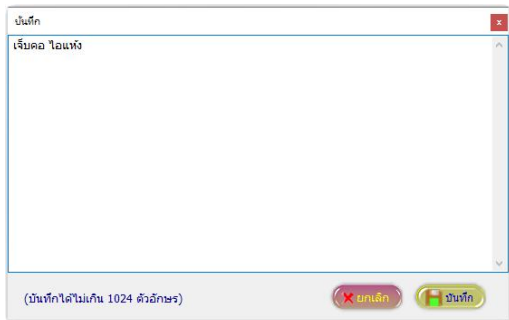 บันทึก
x
เจ็บคอ ไอแห้ง
(บันทึกได้ไม่เกิน 1024 ตัวอักษร)
ยกเลิก
บันทึก